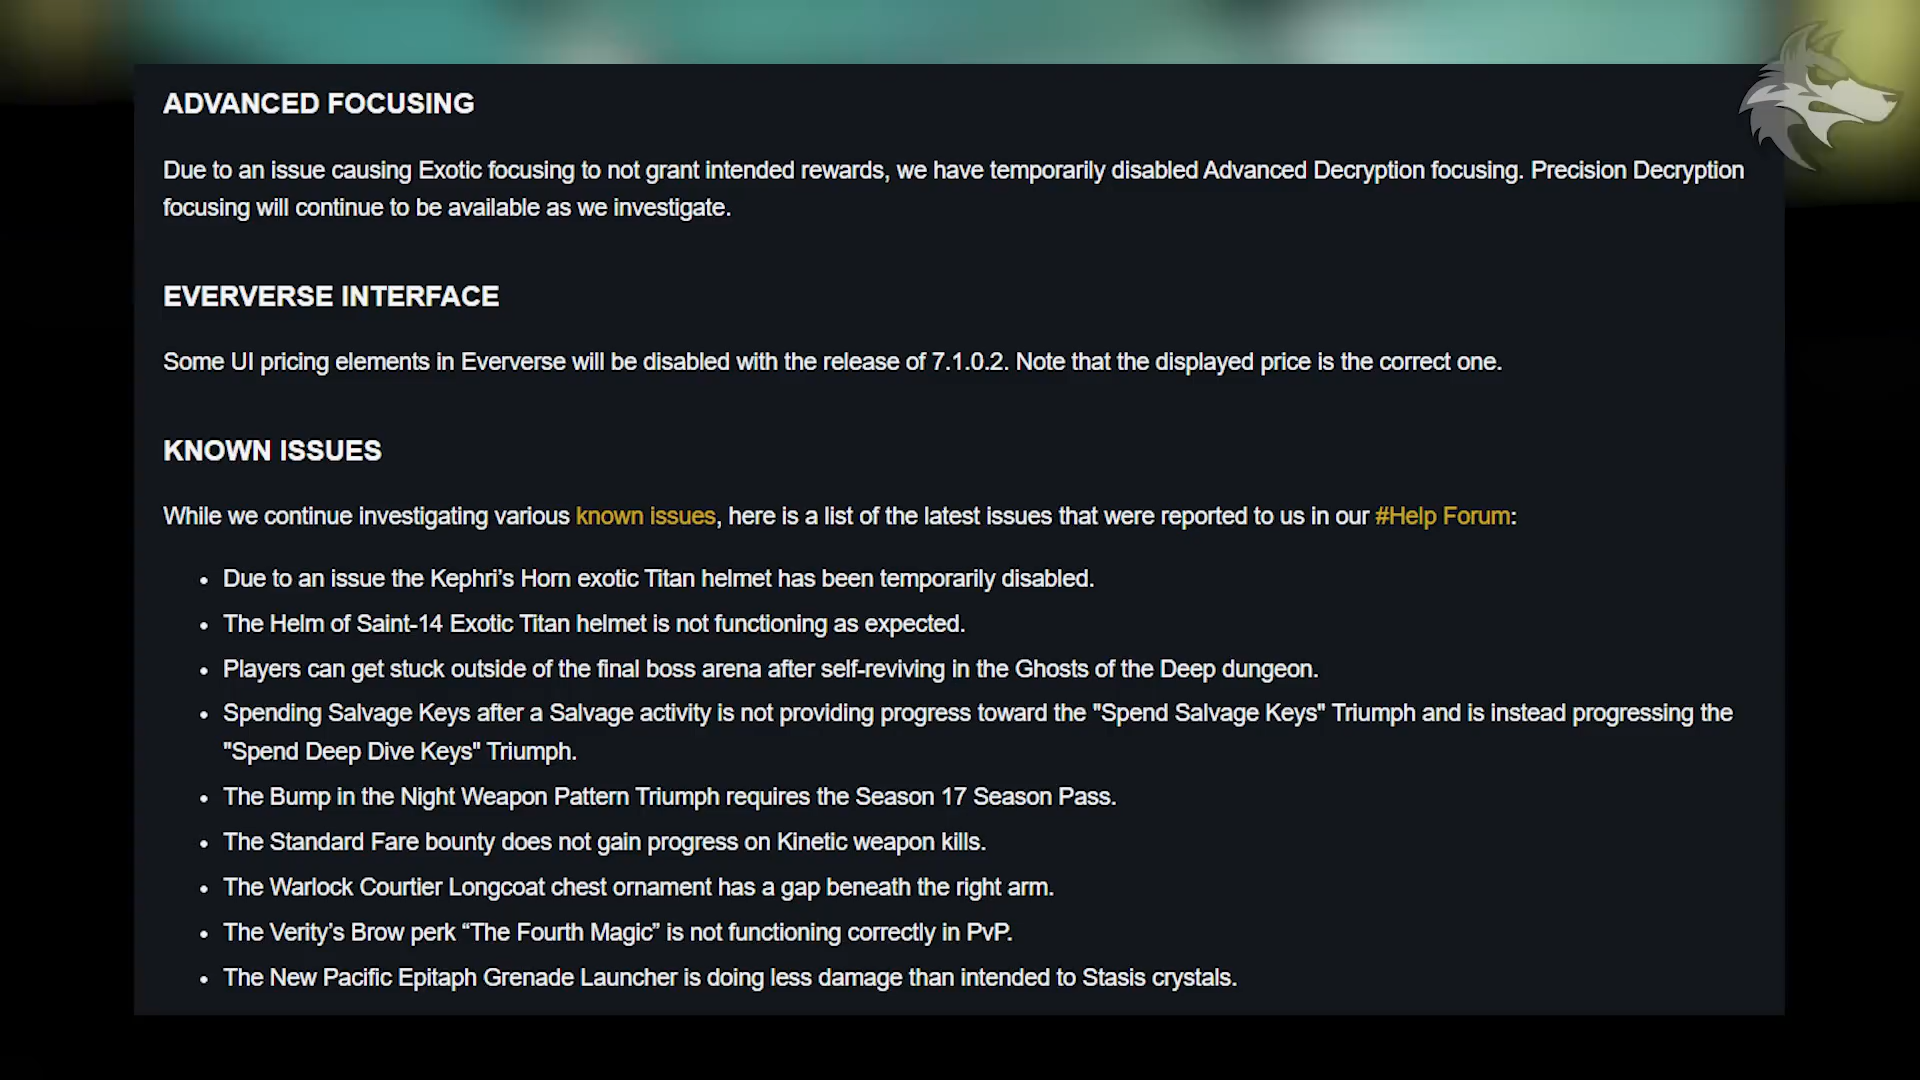 ADVANCED FOCUSING
Due to an issue causing Exotic focusing to not grant intended rewards, we have temporarily disabled Advanced Decryption focusing. Precision Decryption
focusing will continue to be available as we investigate.
EVERVERSE INTERFACE
Some UI pricing elements in Eververse will be disabled with the release of 7.1.0.2. Note that the displayed price is the correct one.
KNOWN ISSUES
While we continue investigating various known issues, here is a list of the latest issues that were reported to us in our #Help Forum:
• Due to an issue the Kephri’s Horn exotic Titan helmet has been temporarily disabled.
• The Helm of Saint-14 Exotic Titan helmet is not functioning as expected.
• Players can get stuck outside of the final boss arena after self-reviving in the Ghosts of the Deep dungeon.
• Spending Salvage Keys after a Salvage activity is not providing progress toward the "Spend Salvage Keys" Triumph and is instead progressing the
"Spend Deep Dive Keys" Triumph.
• The Bump in the Night Weapon Pattern Triumph requires the Season 17 Season Pass.
• The Standard Fare bounty does not gain progress on Kinetic weapon kills.
• The Warlock Courtier Longcoat chest ornament has a gap beneath the right arm.
• The Verity’s Brow perk “The Fourth Magic” is not functioning correctly in PvP.
• The New Pacific Epitaph Grenade Launcher is doing less damage than intended to Stasis crystals.